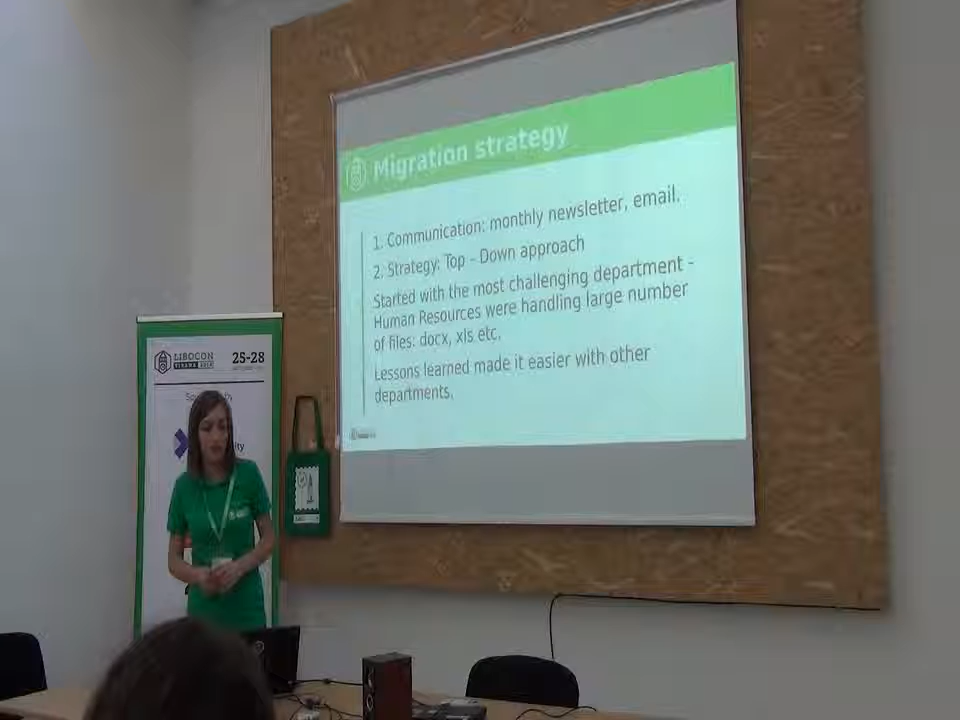 Migration strategy
1. Communication: monthly newsletter, email.
2. Strategy: Top - Down approach
Started with the most challenging department -
Human Resources were handling large number
of files: docx, xls etc.
Lessons learned made it easier with other
departments.
LIBOCON
25-28